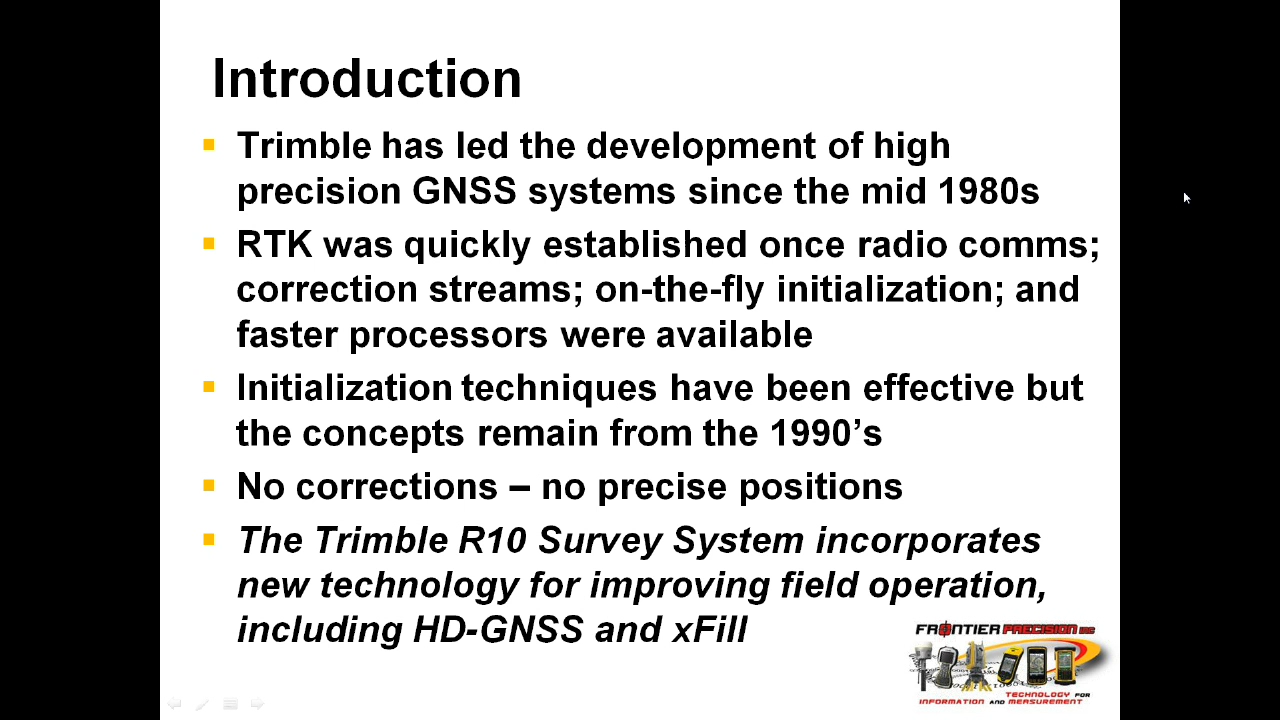 Introduction
Trimble has led the development of high
precision GNSS systems since the mid 1980s
RTK was quickly established once radio comms;
correction streams; on-the-fly initialization; and
faster processors were available
Initialization techniques have been effective but
the concepts remain from the 1990’s
No corrections – no precise positions
The Trimble R10 Survey System incorporates
new technology for improving field operation,
including HD-GNSS and xFill
FRONTIER PRECISION INC
TECHNOLOGY FOR
INFORMATION AND MEASUREMENT